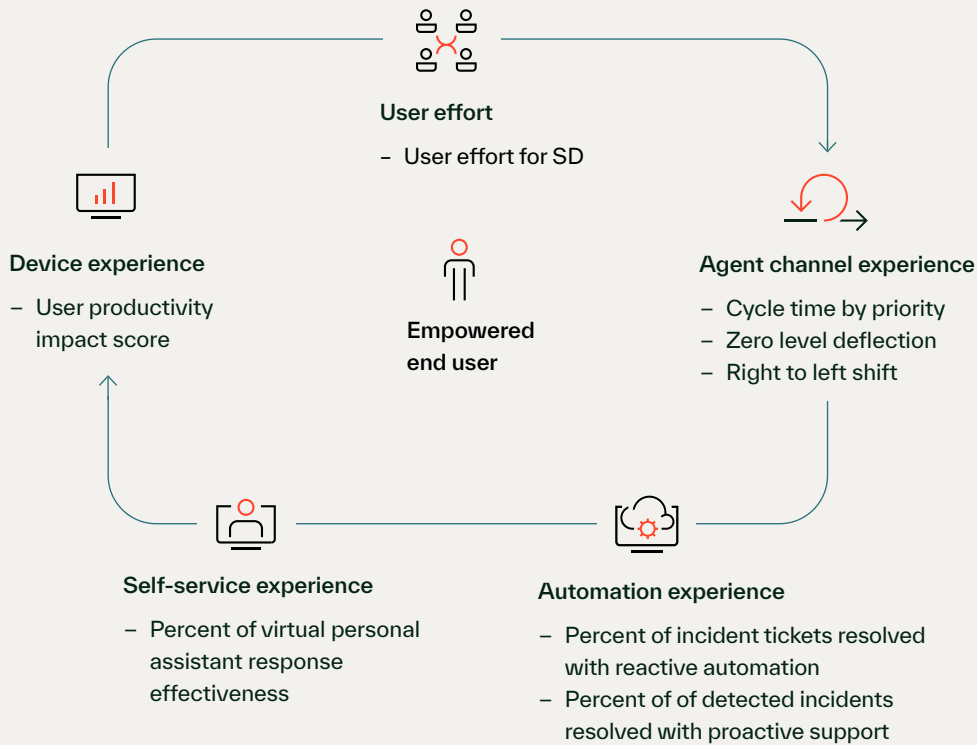 User effort
– User effort for SD
Device experience
– User productivity
impact score
Empowered
end user
Agent channel experience
– Cycle time by priority
– Zero level deflection
– Right to left shift
Self-service experience
– Percent of virtual personal
assistant response
effectiveness
Automation experience
– Percent of incident tickets resolved
with reactive automation
– Percent of of detected incidents
resolved with proactive support